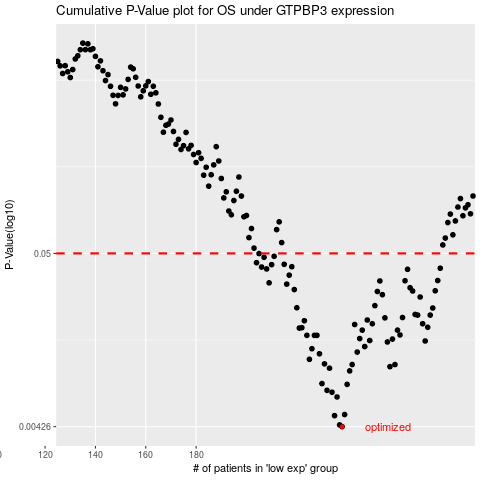 Cumulative P-Value plot for OS under GTPBP3 expression
P-Value(log10)
0.05
0.00426
optimized
0 120 140 160 180
# of patients in 'low exp' group